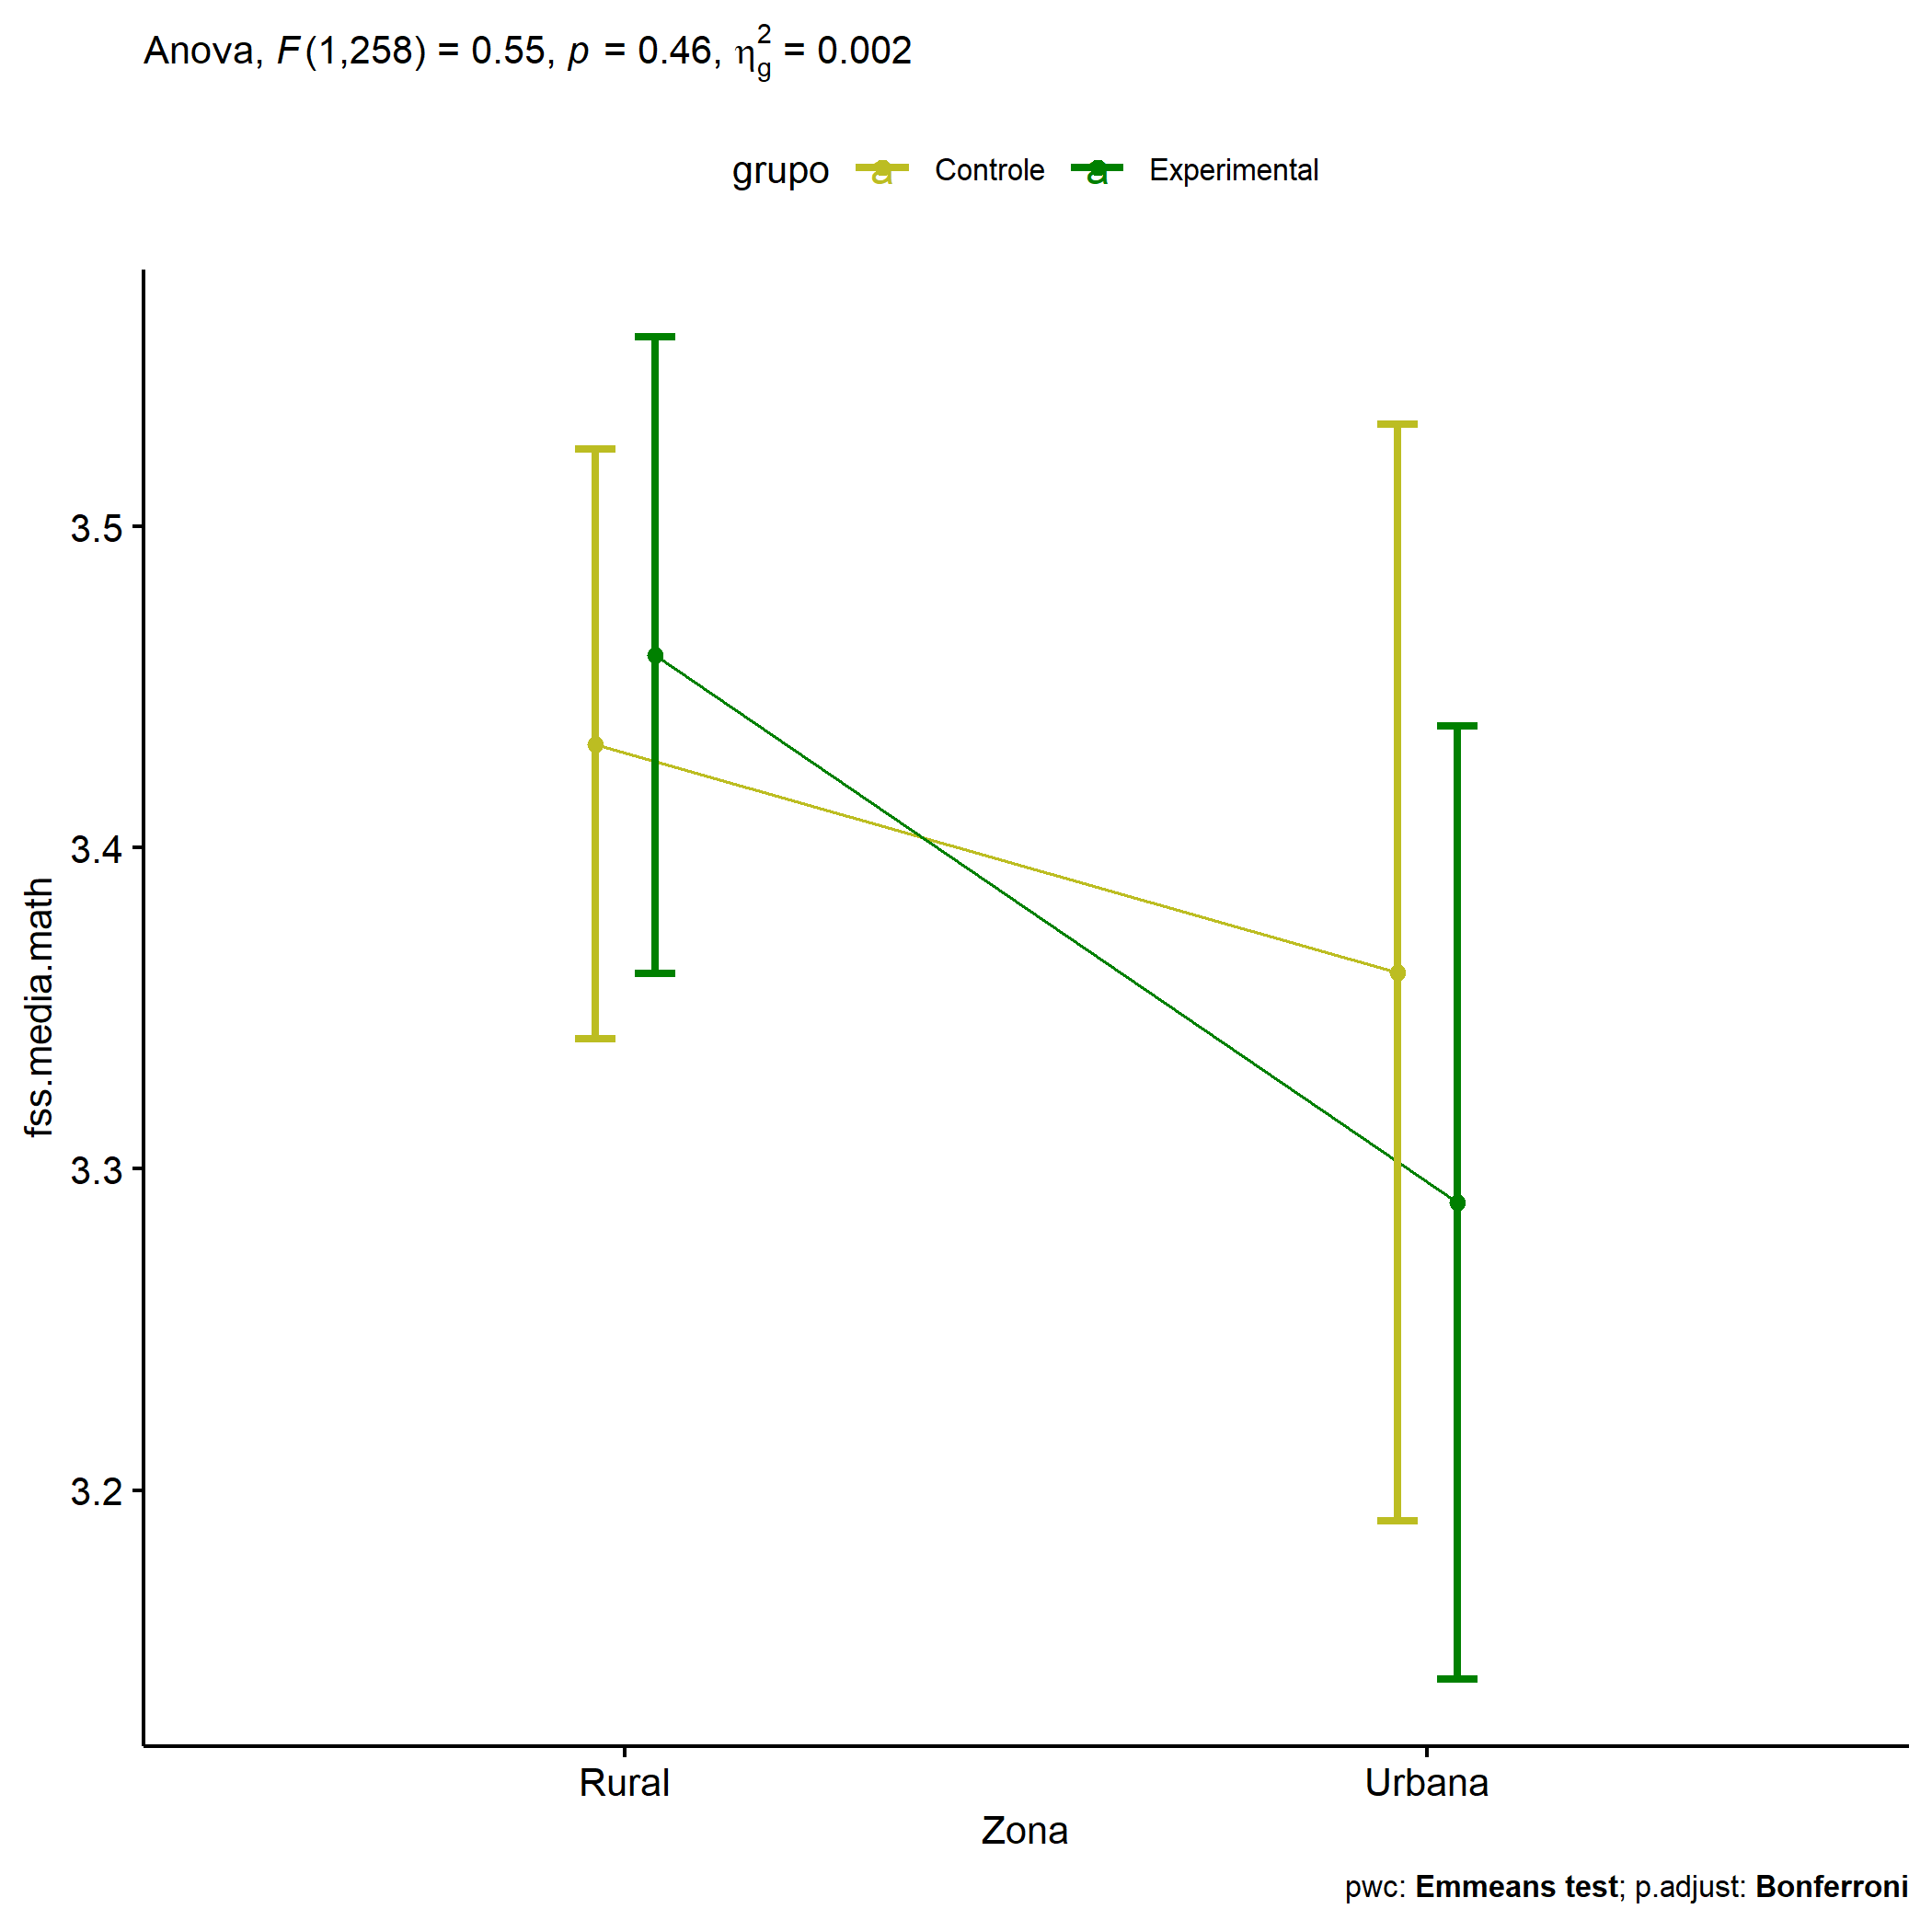 Anova, F(1,258) = 0.55, p = 0.46, η²g = 0.002
grupo a Controle a Experimental
3.5
3.4
3.3
3.2
fss.media.math
Rural Urbana
Zona
pwc: Emmeans test; p.adjust: Bonferroni